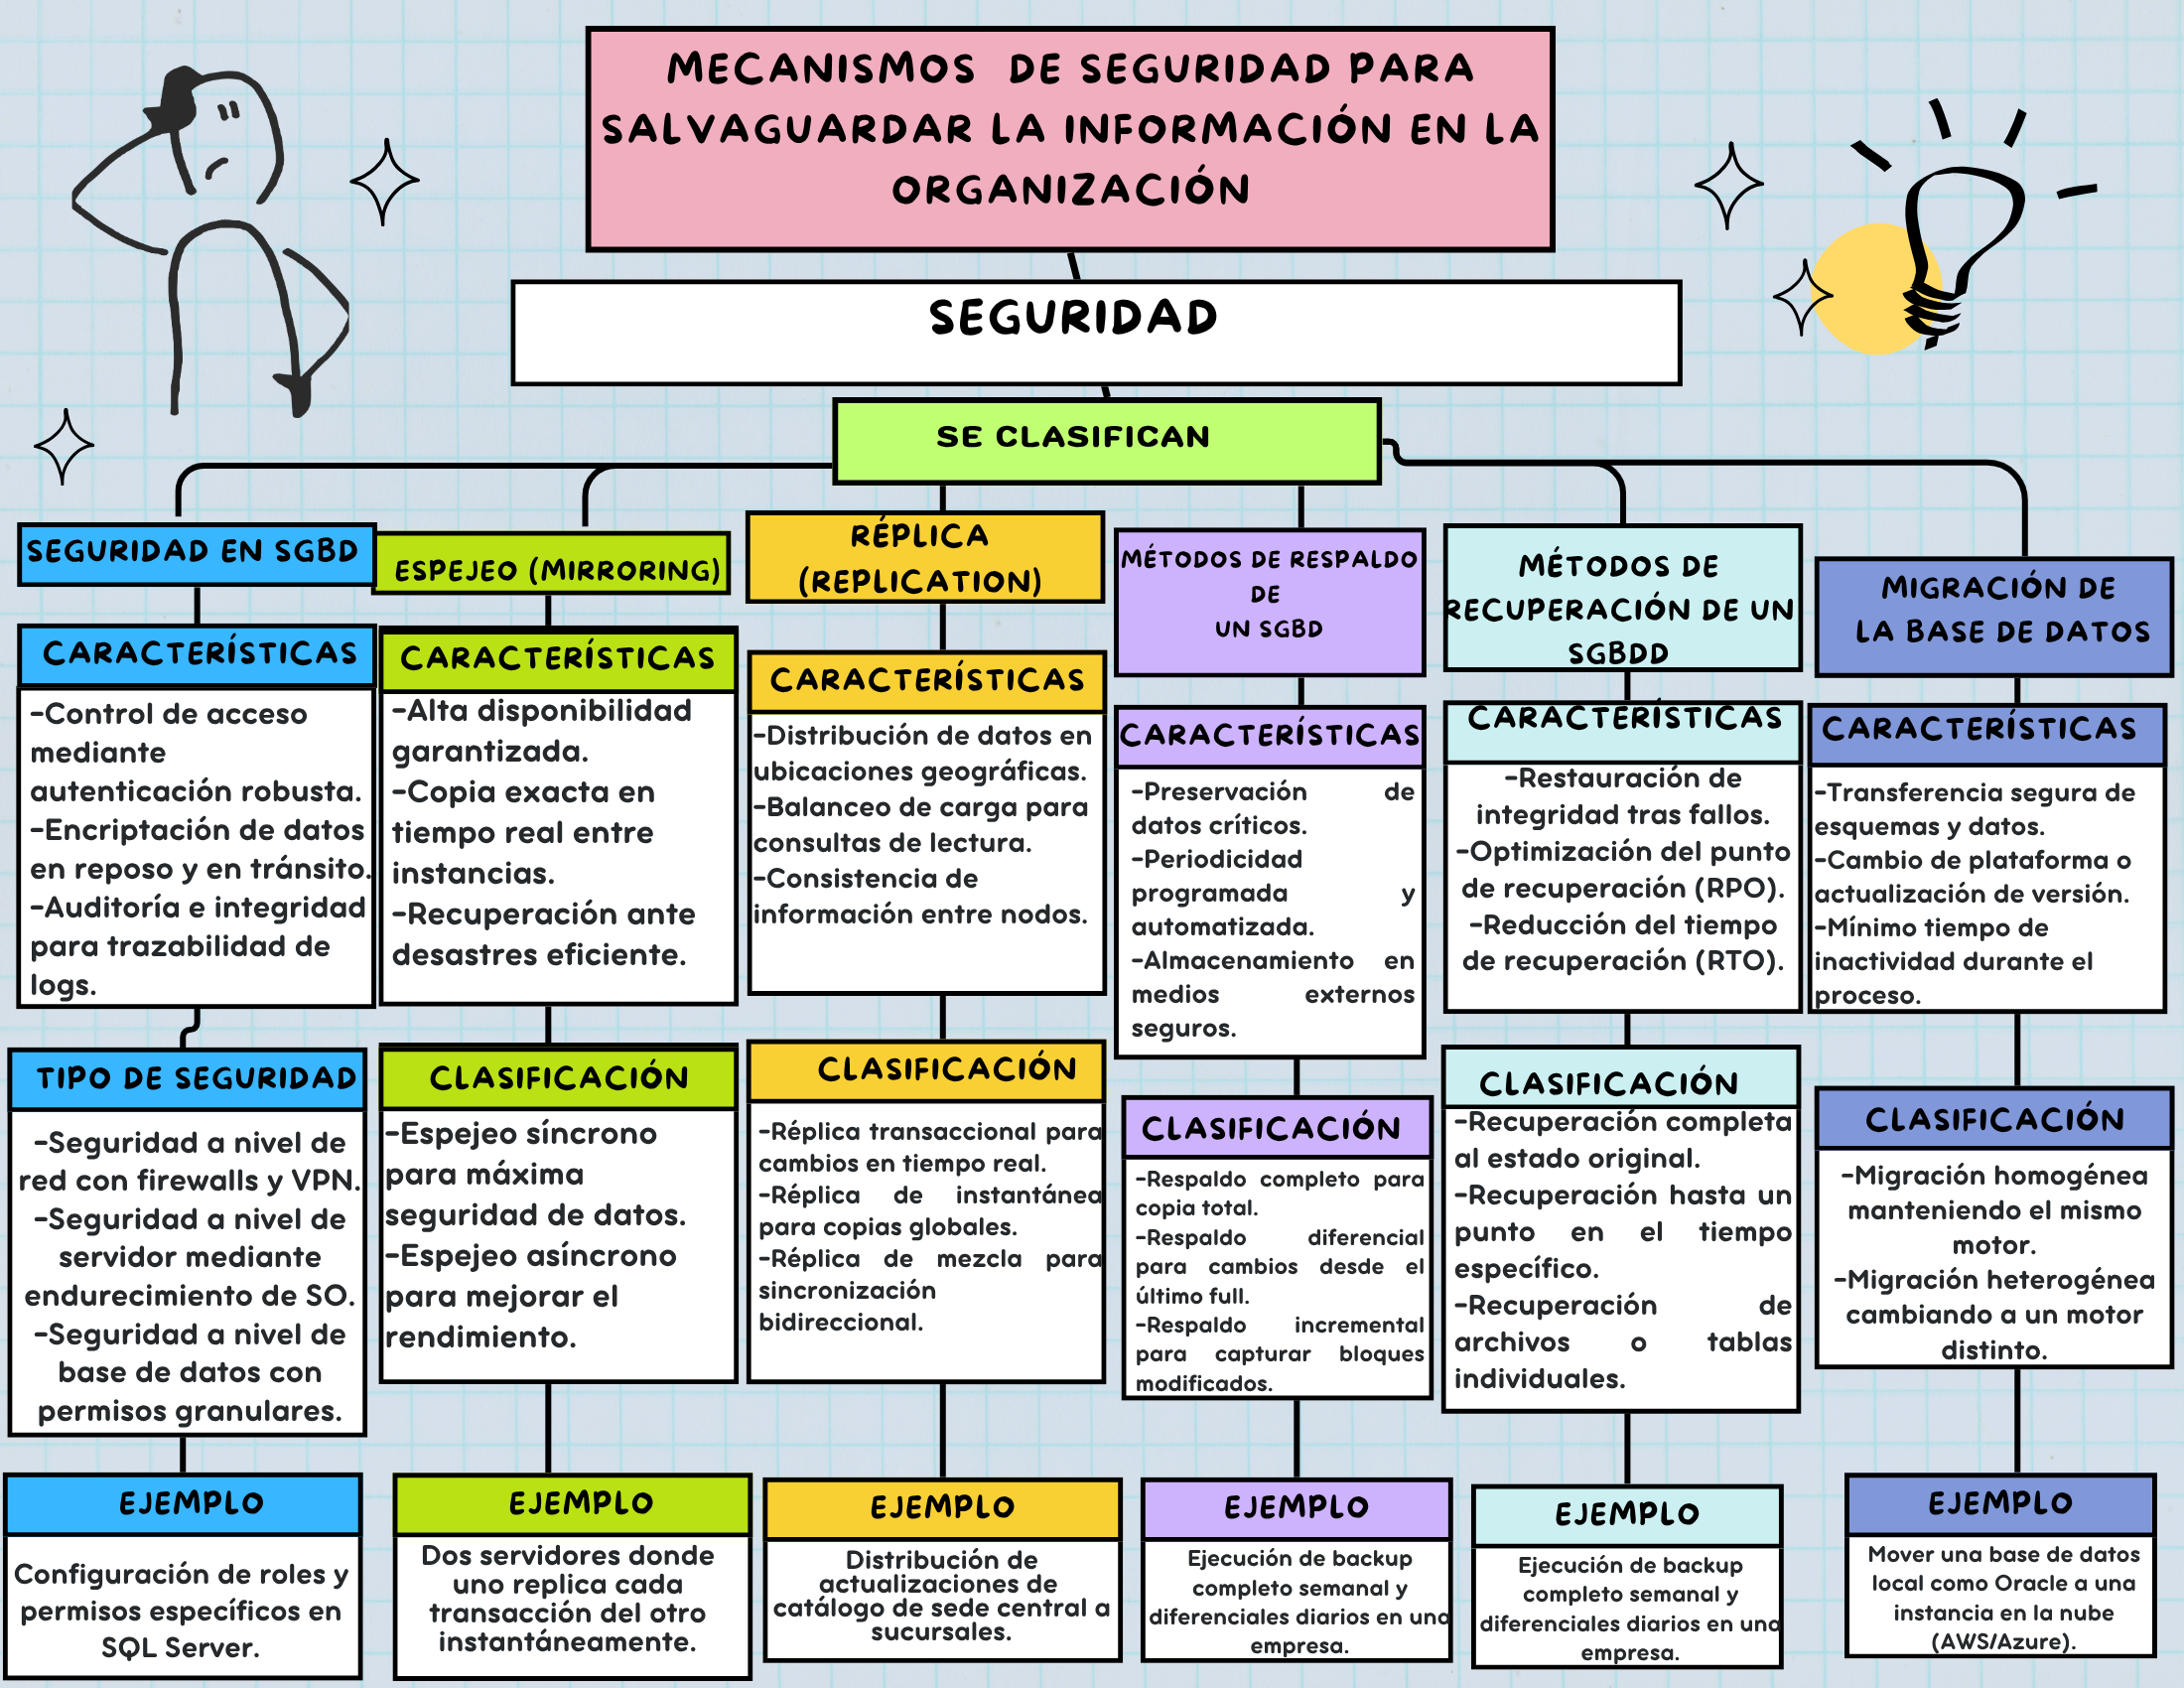 MECANISMOS DE SEGURIDAD PARA
SALVAGUARDAR LA INFORMACIÓN EN LA
ORGANIZACIÓN
SEGURIDAD
SE CLASIFICAN
SEGURIDAD EN SGBD
CARACTERÍSTICAS
-Control de acceso
mediante
autenticación robusta.
-Encriptación de datos
en reposo y en tránsito.
-Auditoría e integridad
para trazabilidad de
logs.
TIPO DE SEGURIDAD
-Seguridad a nivel de
red con firewalls y VPN.
-Seguridad a nivel de
servidor mediante
endurecimiento de SO.
-Seguridad a nivel de
base de datos con
permisos granulares.
EJEMPLO
Configuración de roles y
permisos específicos en
SQL Server.
ESPEJEO (MIRRORING)
CARACTERÍSTICAS
-Alta disponibilidad
garantizada.
-Copia exacta en
tiempo real entre
instancias.
-Recuperación ante
desastres eficiente.
CLASIFICACIÓN
-Espejeo síncrono
para máxima
seguridad de datos.
-Espejeo asíncrono
para mejorar el
rendimiento.
EJEMPLO
Dos servidores donde
uno replica cada
transacción del otro
instantáneamente.
RÉPLICA
(REPLICATION)
CARACTERÍSTICAS
-Distribución de datos en
ubicaciones geográficas.
-Balanceo de carga para
consultas de lectura.
-Consistencia de
información entre nodos.
CLASIFICACIÓN
-Réplica transaccional para
cambios en tiempo real.
-Réplica de instantánea
para copias globales.
-Réplica de mezcla para
sincronización
bidireccional.
EJEMPLO
Distribución de
actualizaciones de
catálogo de sede central a
sucursales.
MÉTODOS DE RESPALDO
DE
UN SGBD
CARACTERÍSTICAS
-Preservación de
datos críticos.
-Periodicidad
programada y
automatizada.
-Almacenamiento en
medios externos
seguros.
CLASIFICACIÓN
-Respaldo completo para
copia total.
-Respaldo diferencial
para cambios desde el
último full.
-Respaldo incremental
para capturar bloques
modificados.
EJEMPLO
Ejecución de backup
completo semanal y
diferenciales diarios en una
empresa.
MÉTODOS DE
RECUPERACIÓN DE UN
SGBDD
CARACTERÍSTICAS
-Restauración de
integridad tras fallos.
-Optimización del punto
de recuperación (RPO).
-Reducción del tiempo
de recuperación (RTO).
CLASIFICACIÓN
-Recuperación completa
al estado original.
-Recuperación hasta un
punto en el tiempo
específico.
-Recuperación de
archivos o tablas
individuales.
EJEMPLO
Ejecución de backup
completo semanal y
diferenciales diarios en una
empresa.
MIGRACIÓN DE
LA BASE DE DATOS
CARACTERÍSTICAS
-Transferencia segura de
esquemas y datos.
-Cambio de plataforma o
actualización de versión.
-Mínimo tiempo de
inactividad durante el
proceso.
CLASIFICACIÓN
-Migración homogénea
manteniendo el mismo
motor.
-Migración heterogénea
cambiando a un motor
distinto.
EJEMPLO
Mover una base de datos
local como Oracle a una
instancia en la nube
(AWS/Azure).